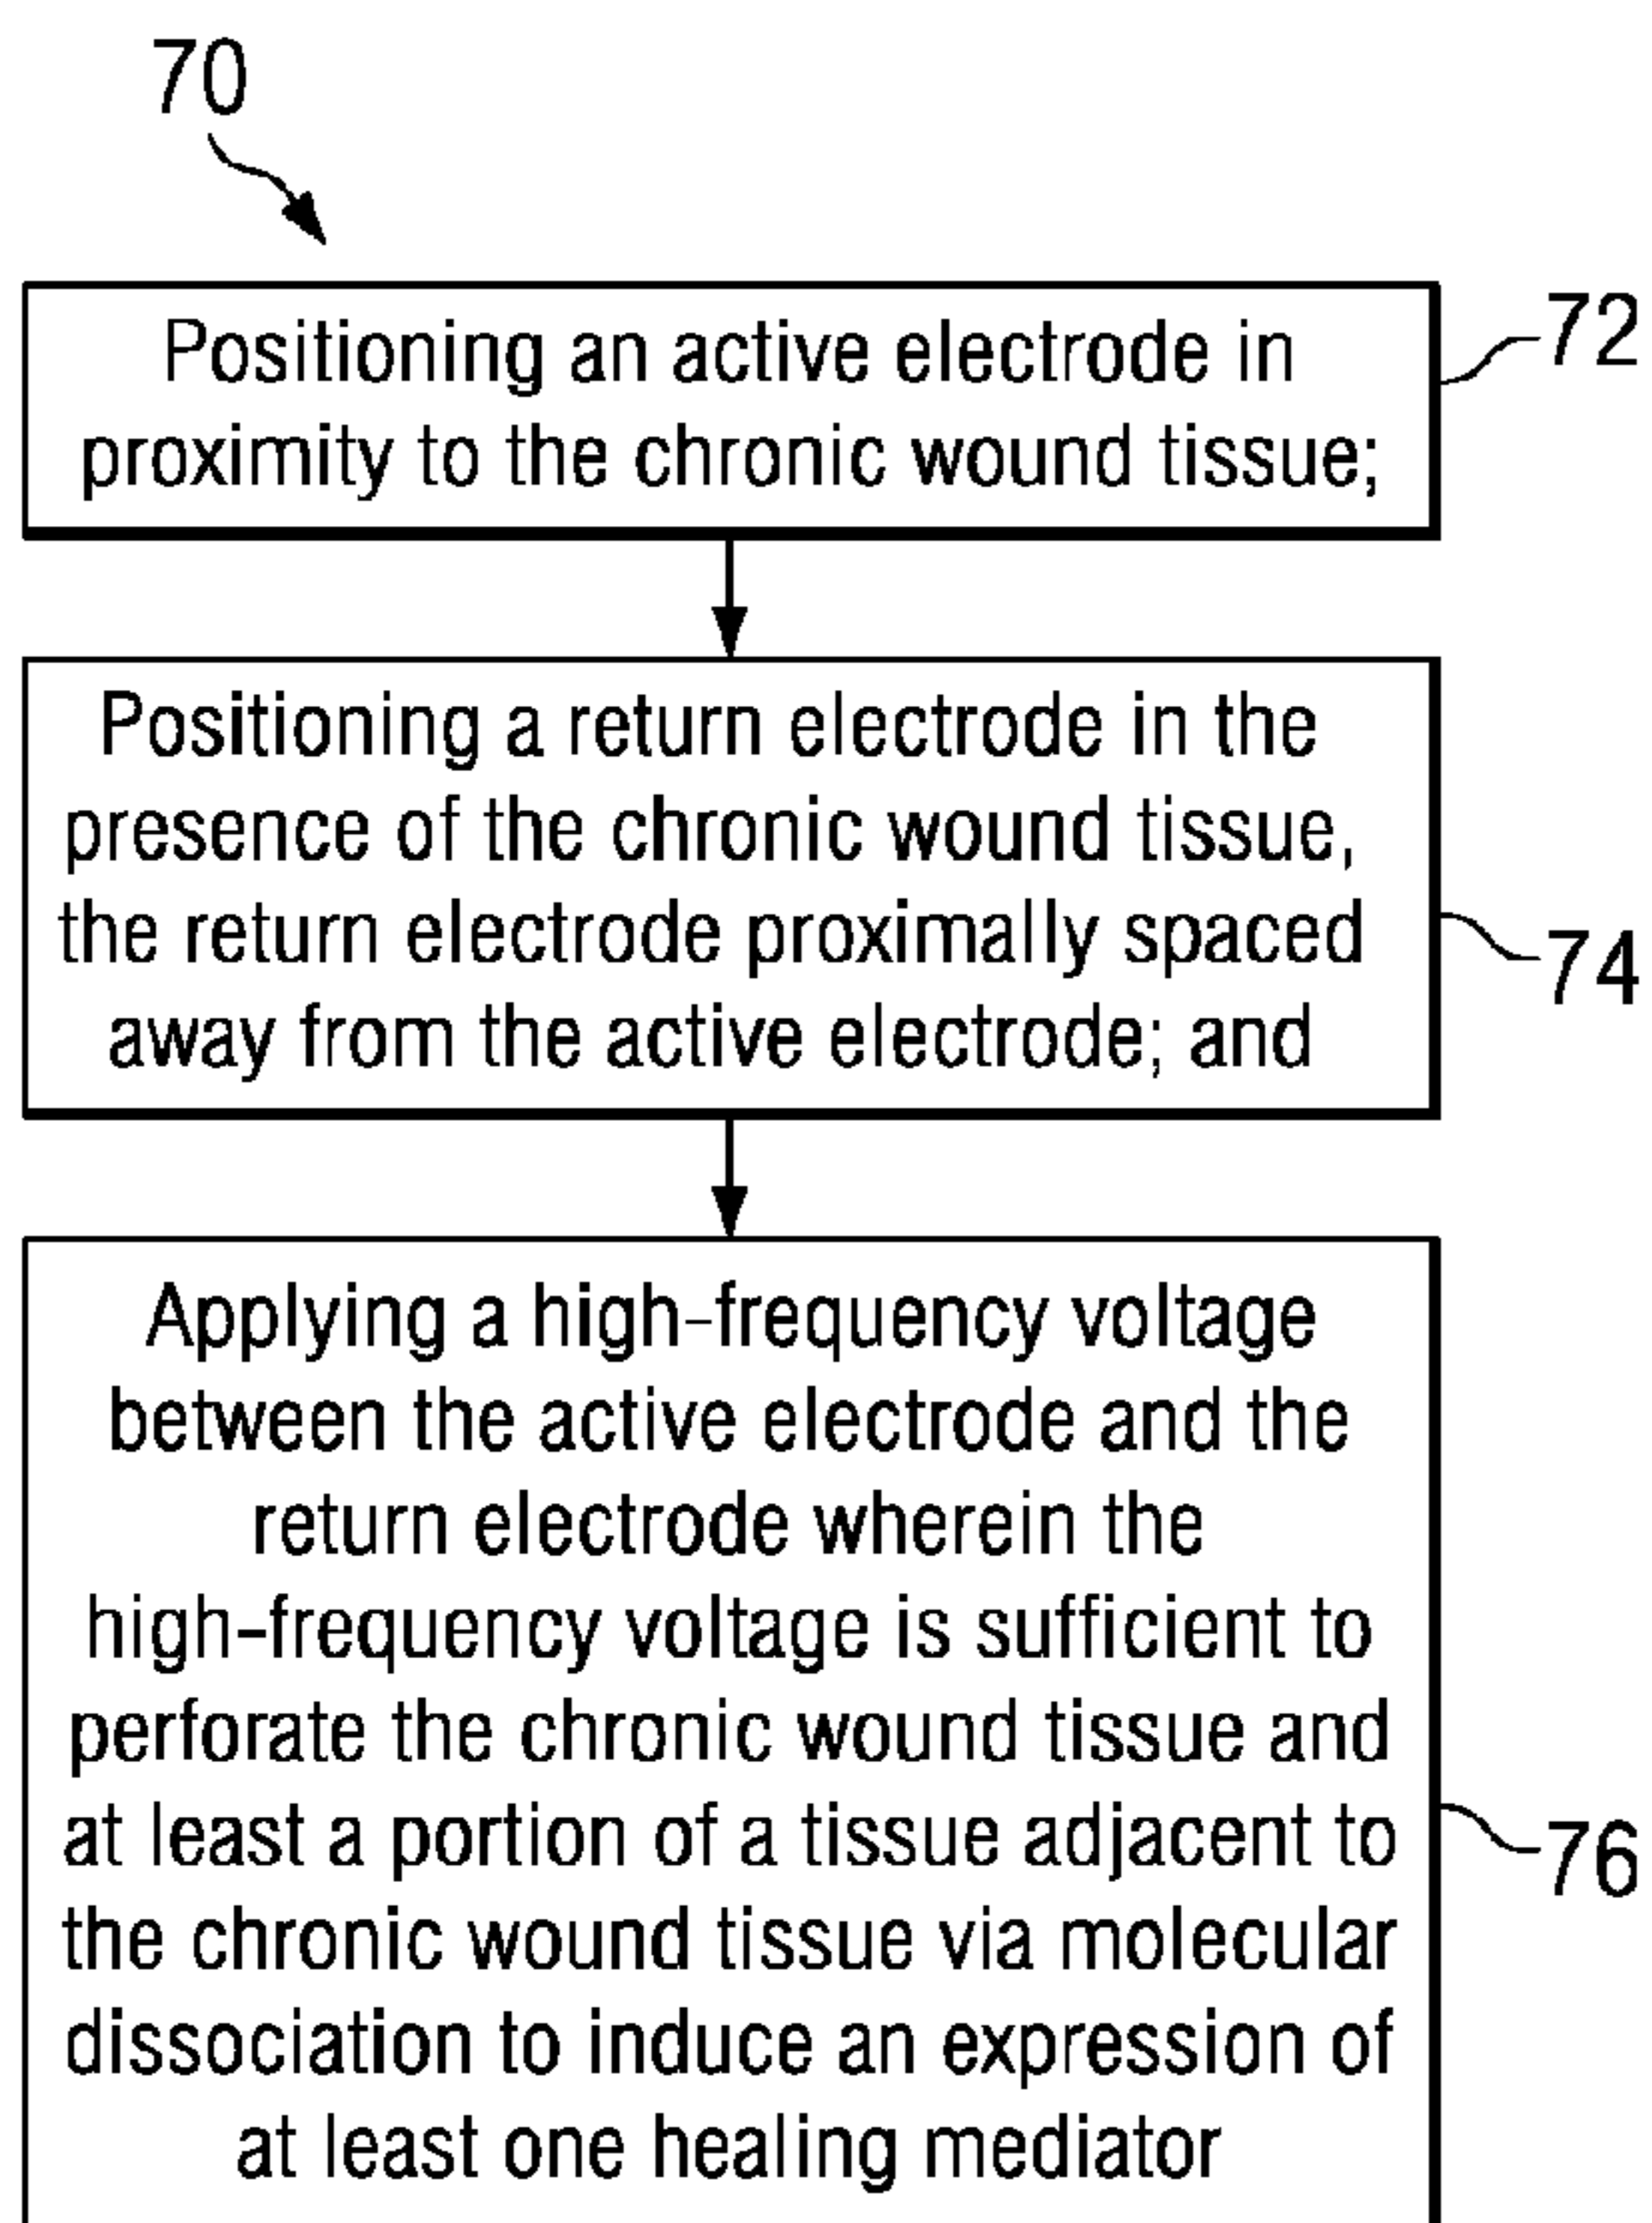 70
Positioning an active electrode in
proximity to the chronic wound tissue;
72
Positioning a return electrode in the
presence of the chronic wound tissue,
the return electrode proximally spaced
away from the active electrode; and
74
Applying a high-frequency voltage
between the active electrode and the
return electrode wherein the
high-frequency voltage is sufficient to
perforate the chronic wound tissue and
at least a portion of a tissue adjacent to
the chronic wound tissue via molecular
dissociation to induce an expression of
at least one healing mediator
76